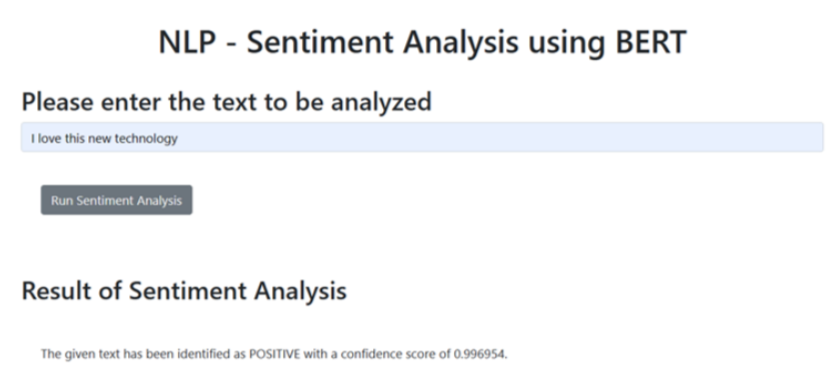 NLP - Sentiment Analysis using BERT
Please enter the text to be analyzed
I love this new technology
Run Sentiment Analysis
Result of Sentiment Analysis
The given text has been identified as POSITIVE with a confidence score of 0.996954.